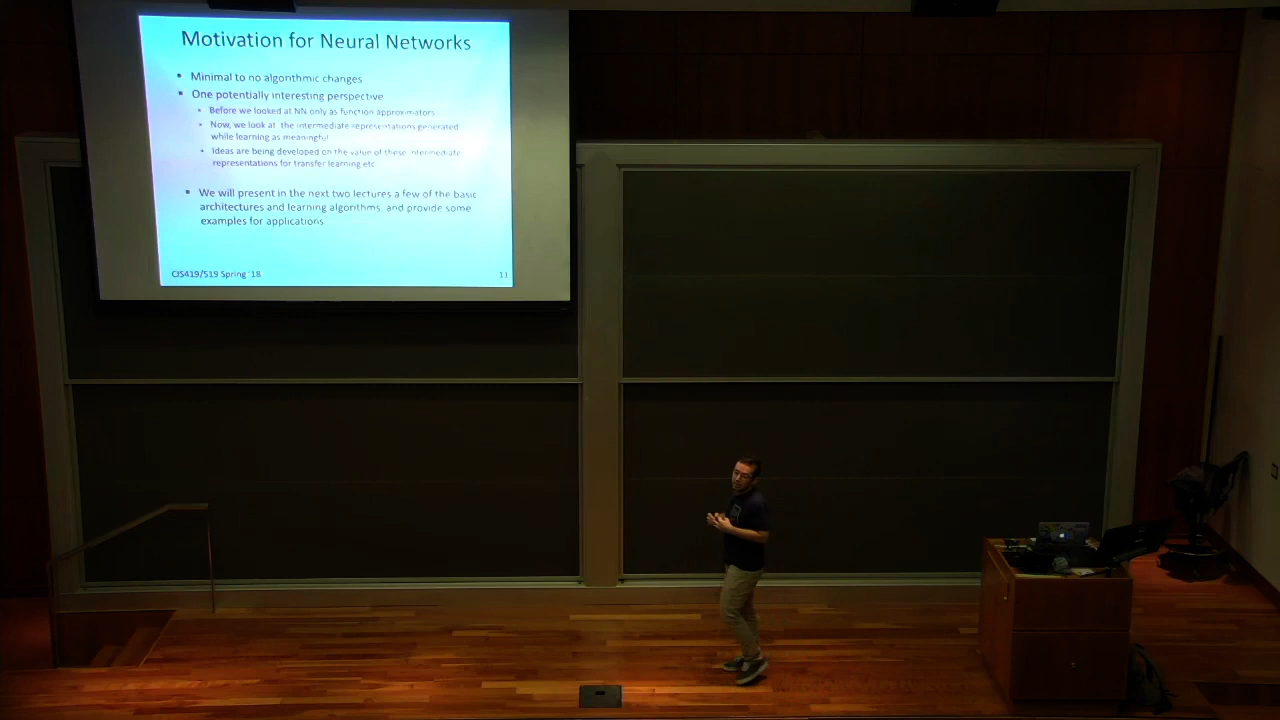 Motivation for Neural Networks
▪ Minimal to no algorithmic changes
▪ One potentially interesting perspective
▪ Before we looked at NN only as function approximators
▪ Now, we look at the intermediate representations generated
while learning as meaningful
▪ Ideas are being developed on the value of these intermediate
representations for transfer learning etc
▪ We will present in the next two lectures a few of the basic
architectures and learning algorithms, and provide some
examples for applications
CIS419/519 Spring '18
11